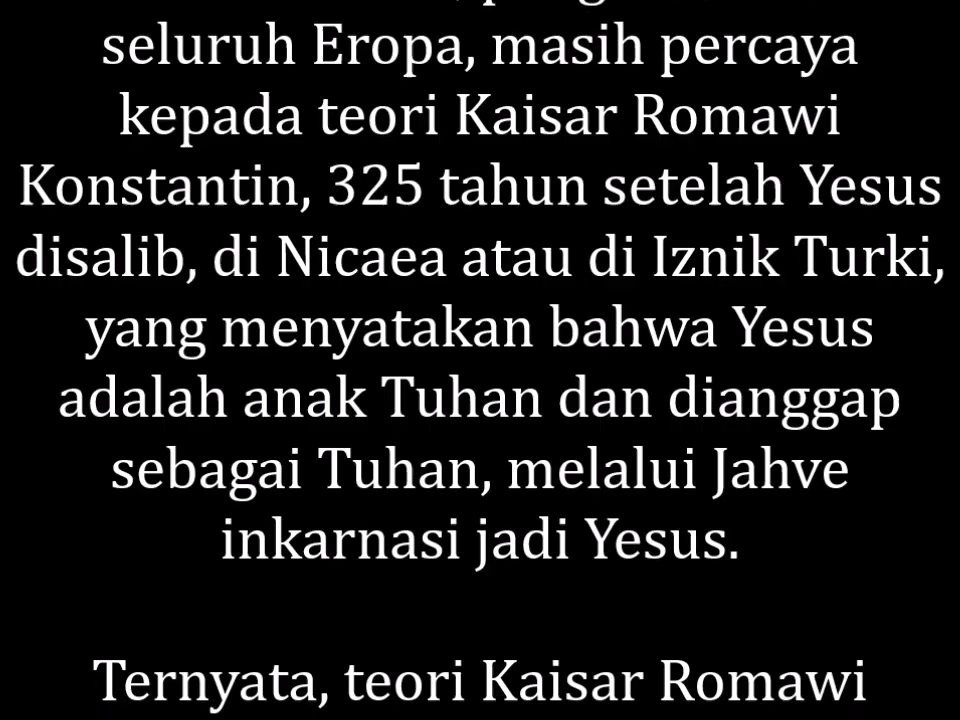 seluruh Eropa, masih percaya
kepada teori Kaisar Romawi
Konstantin, 325 tahun setelah Yesus
disalib, di Nicaea atau di Iznik Turki,
yang menyatakan bahwa Yesus
adalah anak Tuhan dan dianggap
sebagai Tuhan, melalui Jahve
inkarnasi jadi Yesus.
Ternyata, teori Kaisar Romawi